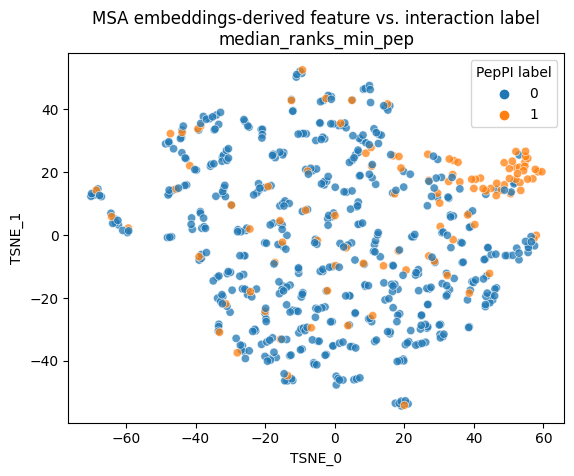 MSA embeddings-derived feature vs. interaction label
median_ranks_min_pep
PepPI label
0
1
TSNE_1
40
20
0
−20
−40
−60
−40
−20
0
20
40
60
TSNE_0